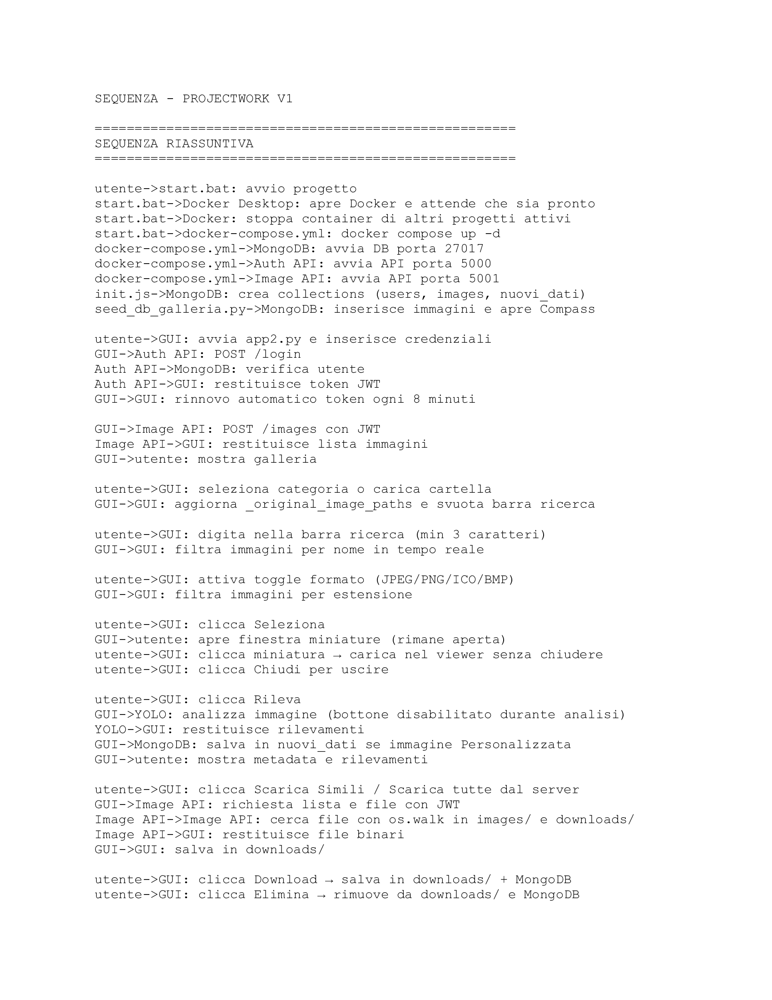 SEQUENZA - PROJECTWORK V1
=====================================================
SEQUENZA RIASSUNTIVA
=====================================================
utente->start.bat: avvio progetto
start.bat->Docker Desktop: apre Docker e attende che sia pronto
start.bat->Docker: stoppa container di altri progetti attivi
start.bat->docker-compose.yml: docker compose up -d
docker-compose.yml->MongoDB: avvia DB porta 27017
docker-compose.yml->Auth API: avvia API porta 5000
docker-compose.yml->Image API: avvia API porta 5001
init.js->MongoDB: crea collections (users, images, nuovi_dati)
seed_db_galleria.py->MongoDB: inserisce immagini e apre Compass
utente->GUI: avvia app2.py e inserisce credenziali
GUI->Auth API: POST /login
Auth API->MongoDB: verifica utente
Auth API->GUI: restituisce token JWT
GUI->GUI: rinnovo automatico token ogni 8 minuti
GUI->Image API: POST /images con JWT
Image API->GUI: restituisce lista immagini
GUI->utente: mostra galleria
utente->GUI: seleziona categoria o carica cartella
GUI->GUI: aggiorna _original_image_paths e svuota barra ricerca
utente->GUI: digita nella barra ricerca (min 3 caratteri)
GUI->GUI: filtra immagini per nome in tempo reale
utente->GUI: attiva toggle formato (JPEG/PNG/ICO/BMP)
GUI->GUI: filtra immagini per estensione
utente->GUI: clicca Seleziona
GUI->utente: apre finestra miniature (rimane aperta)
utente->GUI: clicca miniatura → carica nel viewer senza chiudere
utente->GUI: clicca Chiudi per uscire
utente->GUI: clicca Rileva
GUI->YOLO: analizza immagine (bottone disabilitato durante analisi)
YOLO->GUI: restituisce rilevamenti
GUI->MongoDB: salva in nuovi_dati se immagine Personalizzata
GUI->utente: mostra metadata e rilevamenti
utente->GUI: clicca Scarica Simili / Scarica tutte dal server
GUI->Image API: richiesta lista e file con JWT
Image API->Image API: cerca file con os.walk in images/ e downloads/
Image API->GUI: restituisce file binari
GUI->GUI: salva in downloads/
utente->GUI: clicca Download → salva in downloads/ + MongoDB
utente->GUI: clicca Elimina → rimuove da downloads/ e MongoDB